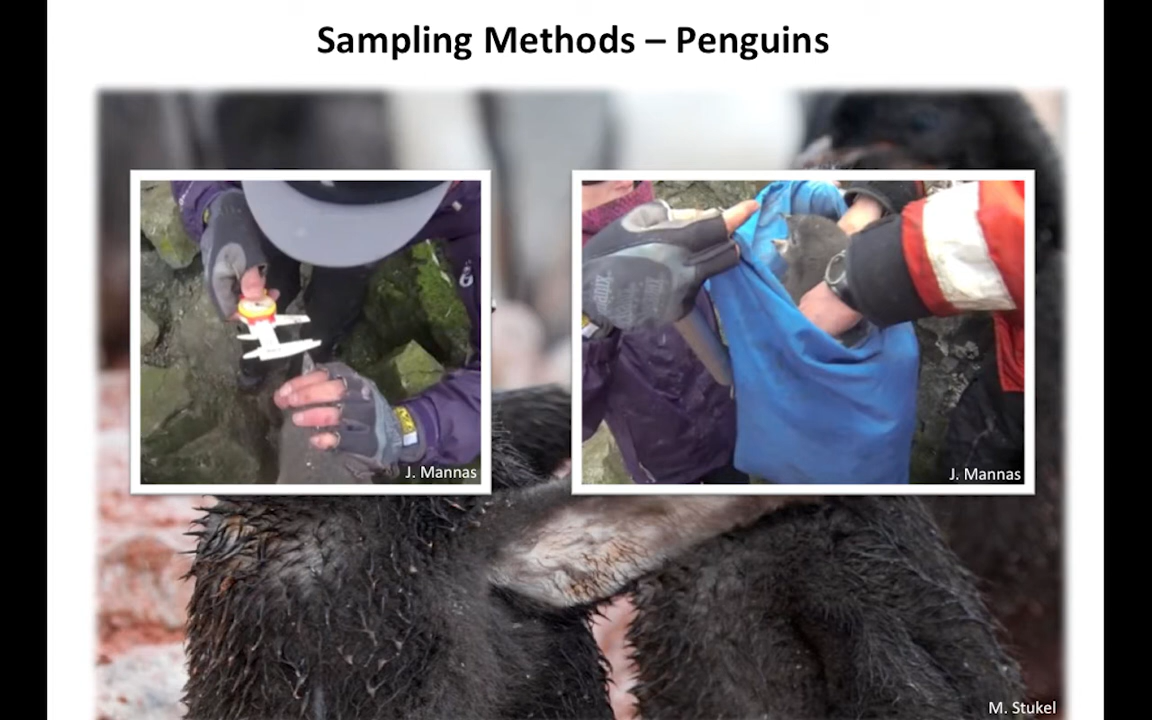 Sampling Methods – Penguins
J. Mannas
J. Mannas
M. Stukel